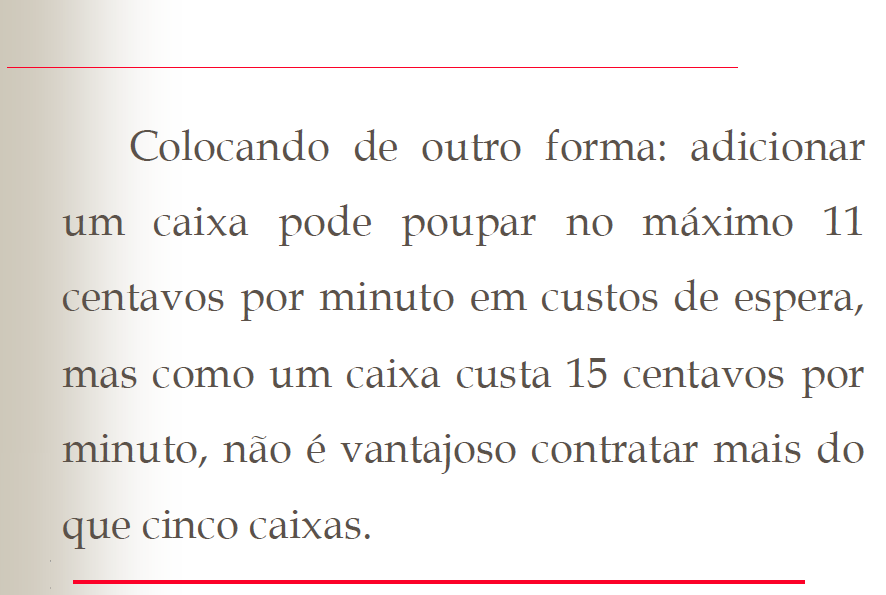 Colocando de outro forma: adicionar
um caixa pode poupar no máximo 11
centavos por minuto em custos de espera,
mas como um caixa custa 15 centavos por
minuto, não é vantajoso contratar mais do
que cinco caixas.